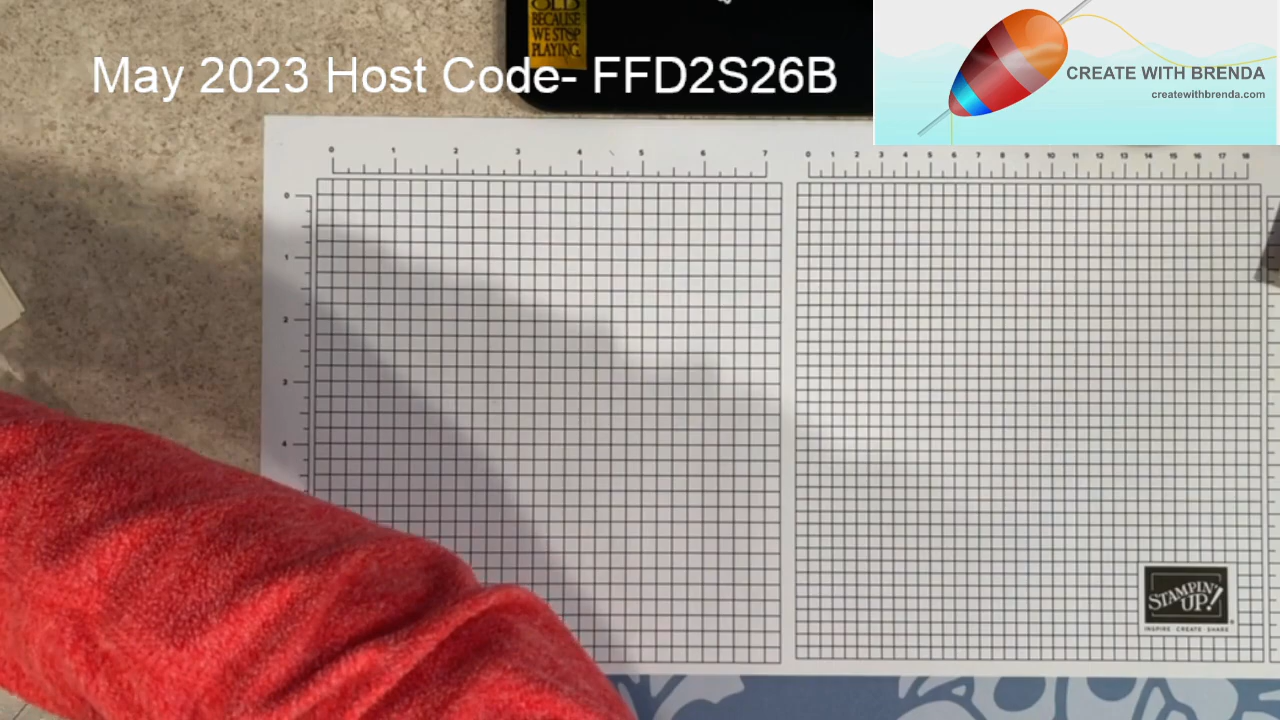 OLD
BECAUSE
WE STOP
PLAYING.
May 2023 Host Code- FFD2S26B
CREATE WITH BRENDA
createwithbrenda.com
0 1 2 3 4 5 6 7
0 1 2 3 4 5 6 7 8 9 10 11 12 13 14 15 16 17 18
0
1
2
3
4
STAMPIN' UP!
INSPIRE · CREATE · SHARE